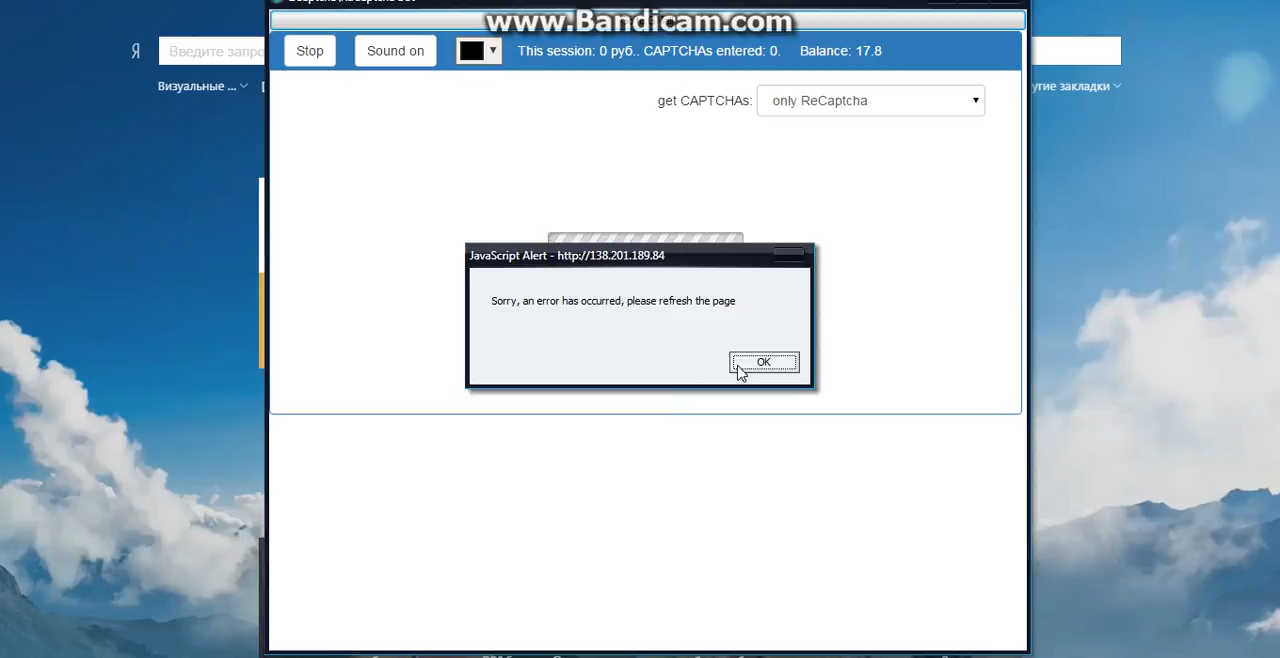 www.Bandicam.com
Я
Введите запро
Stop
Sound on
This session: 0 руб.. CAPTCHAs entered: 0.
Balance: 17.8
Визуальные ...
угие закладки
get CAPTCHAs:
only ReCaptcha
JavaScript Alert - http://138.201.189.84
Sorry, an error has occurred, please refresh the page
OK